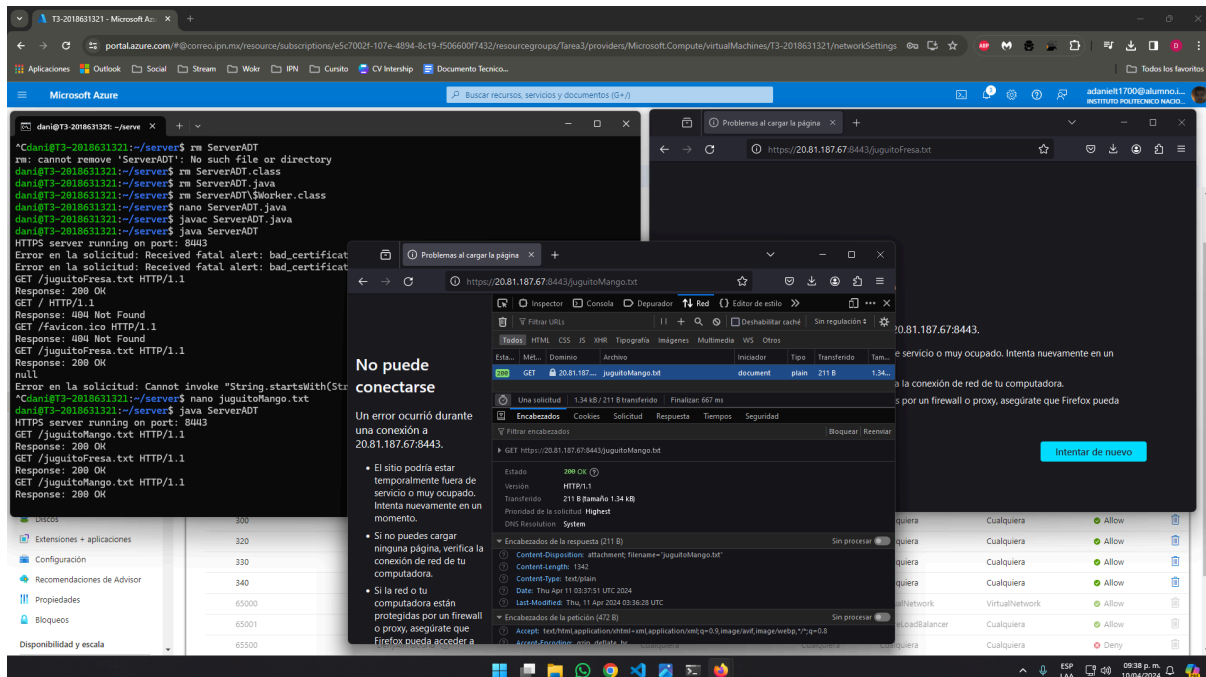 T3-2018631321 - Microsoft Az
portal.azure.com/#@correo.ipn.mx/resource/subscriptions/e5c7002f-107e-4894-8c19-f506600f7432/resourcegroups/Tarea3/providers/Microsoft.Compute/virtualMachines/T3-2018631321/networkSettings
Aplicaciones Outlook Social Stream Wokr IPN Cursito CV Intership Documento Tecnico... Todos los favoritos
Microsoft Azure Buscar recursos, servicios y documentos (G+/) adanielt1700@alumno.i...
INSTITUTO POLITECNICO NACIO...
dani@T3-2018631321: ~/serve
^Cdani@T3-2018631321:~/server$ rm ServerADT
rm: cannot remove 'ServerADT': No such file or directory
dani@T3-2018631321:~/server$ rm ServerADT.class
dani@T3-2018631321:~/server$ rm ServerADT.java
dani@T3-2018631321:~/server$ rm ServerADT\$Worker.class
dani@T3-2018631321:~/server$ nano ServerADT.java
dani@T3-2018631321:~/server$ javac ServerADT.java
dani@T3-2018631321:~/server$ java ServerADT
HTTPS server running on port: 8443
Error en la solicitud: Received fatal alert: bad_certificat
Error en la solicitud: Received fatal alert: bad_certificat
GET /juguitoFresa.txt HTTP/1.1
Response: 200 OK
GET / HTTP/1.1
Response: 404 Not Found
GET /favicon.ico HTTP/1.1
Response: 404 Not Found
GET /juguitoFresa.txt HTTP/1.1
Response: 200 OK
null
Error en la solicitud: Cannot invoke "String.startsWith(Str
^Cdani@T3-2018631321:~/server$ nano juguitoMango.txt
dani@T3-2018631321:~/server$ java ServerADT
HTTPS server running on port: 8443
GET /juguitoMango.txt HTTP/1.1
Response: 200 OK
GET /juguitoFresa.txt HTTP/1.1
Response: 200 OK
GET /juguitoMango.txt HTTP/1.1
Response: 200 OK
Problemas al cargar la página
https://20.81.187.67:8443/juguitoFresa.txt
20.81.187.67:8443.
e servicio o muy ocupado. Intenta nuevamente en un
a la conexión de red de tu computadora.
s por un firewall o proxy, asegúrate que Firefox pueda
Intentar de nuevo
Problemas al cargar la página
https://20.81.187.67:8443/juguitoMango.txt
No puede
conectarse
Un error ocurrió durante
una conexión a
20.81.187.67:8443.
El sitio podría estar
temporalmente fuera de
servicio o muy ocupado.
Intenta nuevamente en un
momento.
Si no puedes cargar
ninguna página, verifica la
conexión de red de tu
computadora.
Si la red o tu
computadora están
protegidas por un firewall
o proxy, asegúrate que
Firefox pueda acceder a
Inspector Consola Depurador Red Editor de estilo
Filtrar URLs Deshabilitar caché Sin regulación
Todos HTML CSS JS XHR Tipografía Imágenes Multimedia WS Otros
Esta... Mét... Dominio Archivo Iniciador Tipo Transferido Tam...
200 GET 20.81.187.... juguitoMango.txt document plain 211 B 1.34...
Una solicitud 1.34 kB / 211 B transferido Finalizar: 667 ms
Encabezados Cookies Solicitud Respuesta Tiempos Seguridad
Filtrar encabezados Bloquear Reenviar
GET https://20.81.187.67:8443/juguitoMango.txt
Estado 200 OK
Versión HTTP/1.1
Transferido 211 B (tamaño 1.34 kB)
Prioridad de la solicitud Highest
DNS Resolution System
Encabezados de la respuesta (211 B) Sin procesar
Content-Disposition: attachment; filename="juguitoMango.txt"
Content-Length: 1342
Content-Type: text/plain
Date: Thu Apr 11 03:37:51 UTC 2024
Last-Modified: Thu, 11 Apr 2024 03:36:28 UTC
Encabezados de la petición (472 B) Sin procesar
Accept: text/html,application/xhtml+xml,application/xml;q=0.9,image/avif,image/webp,*/*;q=0.8
Accept-Encoding: gzip, deflate, br
Discos 300 quiera Cualquiera Allow
Extensiones + aplicaciones 320 quiera Cualquiera Allow
Configuración 330 quiera Cualquiera Allow
Recomendaciones de Advisor 340 quiera Cualquiera Allow
Propiedades 65000 alNetwork VirtualNetwork Allow
Bloqueos 65001 eLoadBalancer Cualquiera Allow
Disponibilidad y escala 65500 Cualquiera Deny
ESP
LAA
09:38 p. m.
10/04/2024